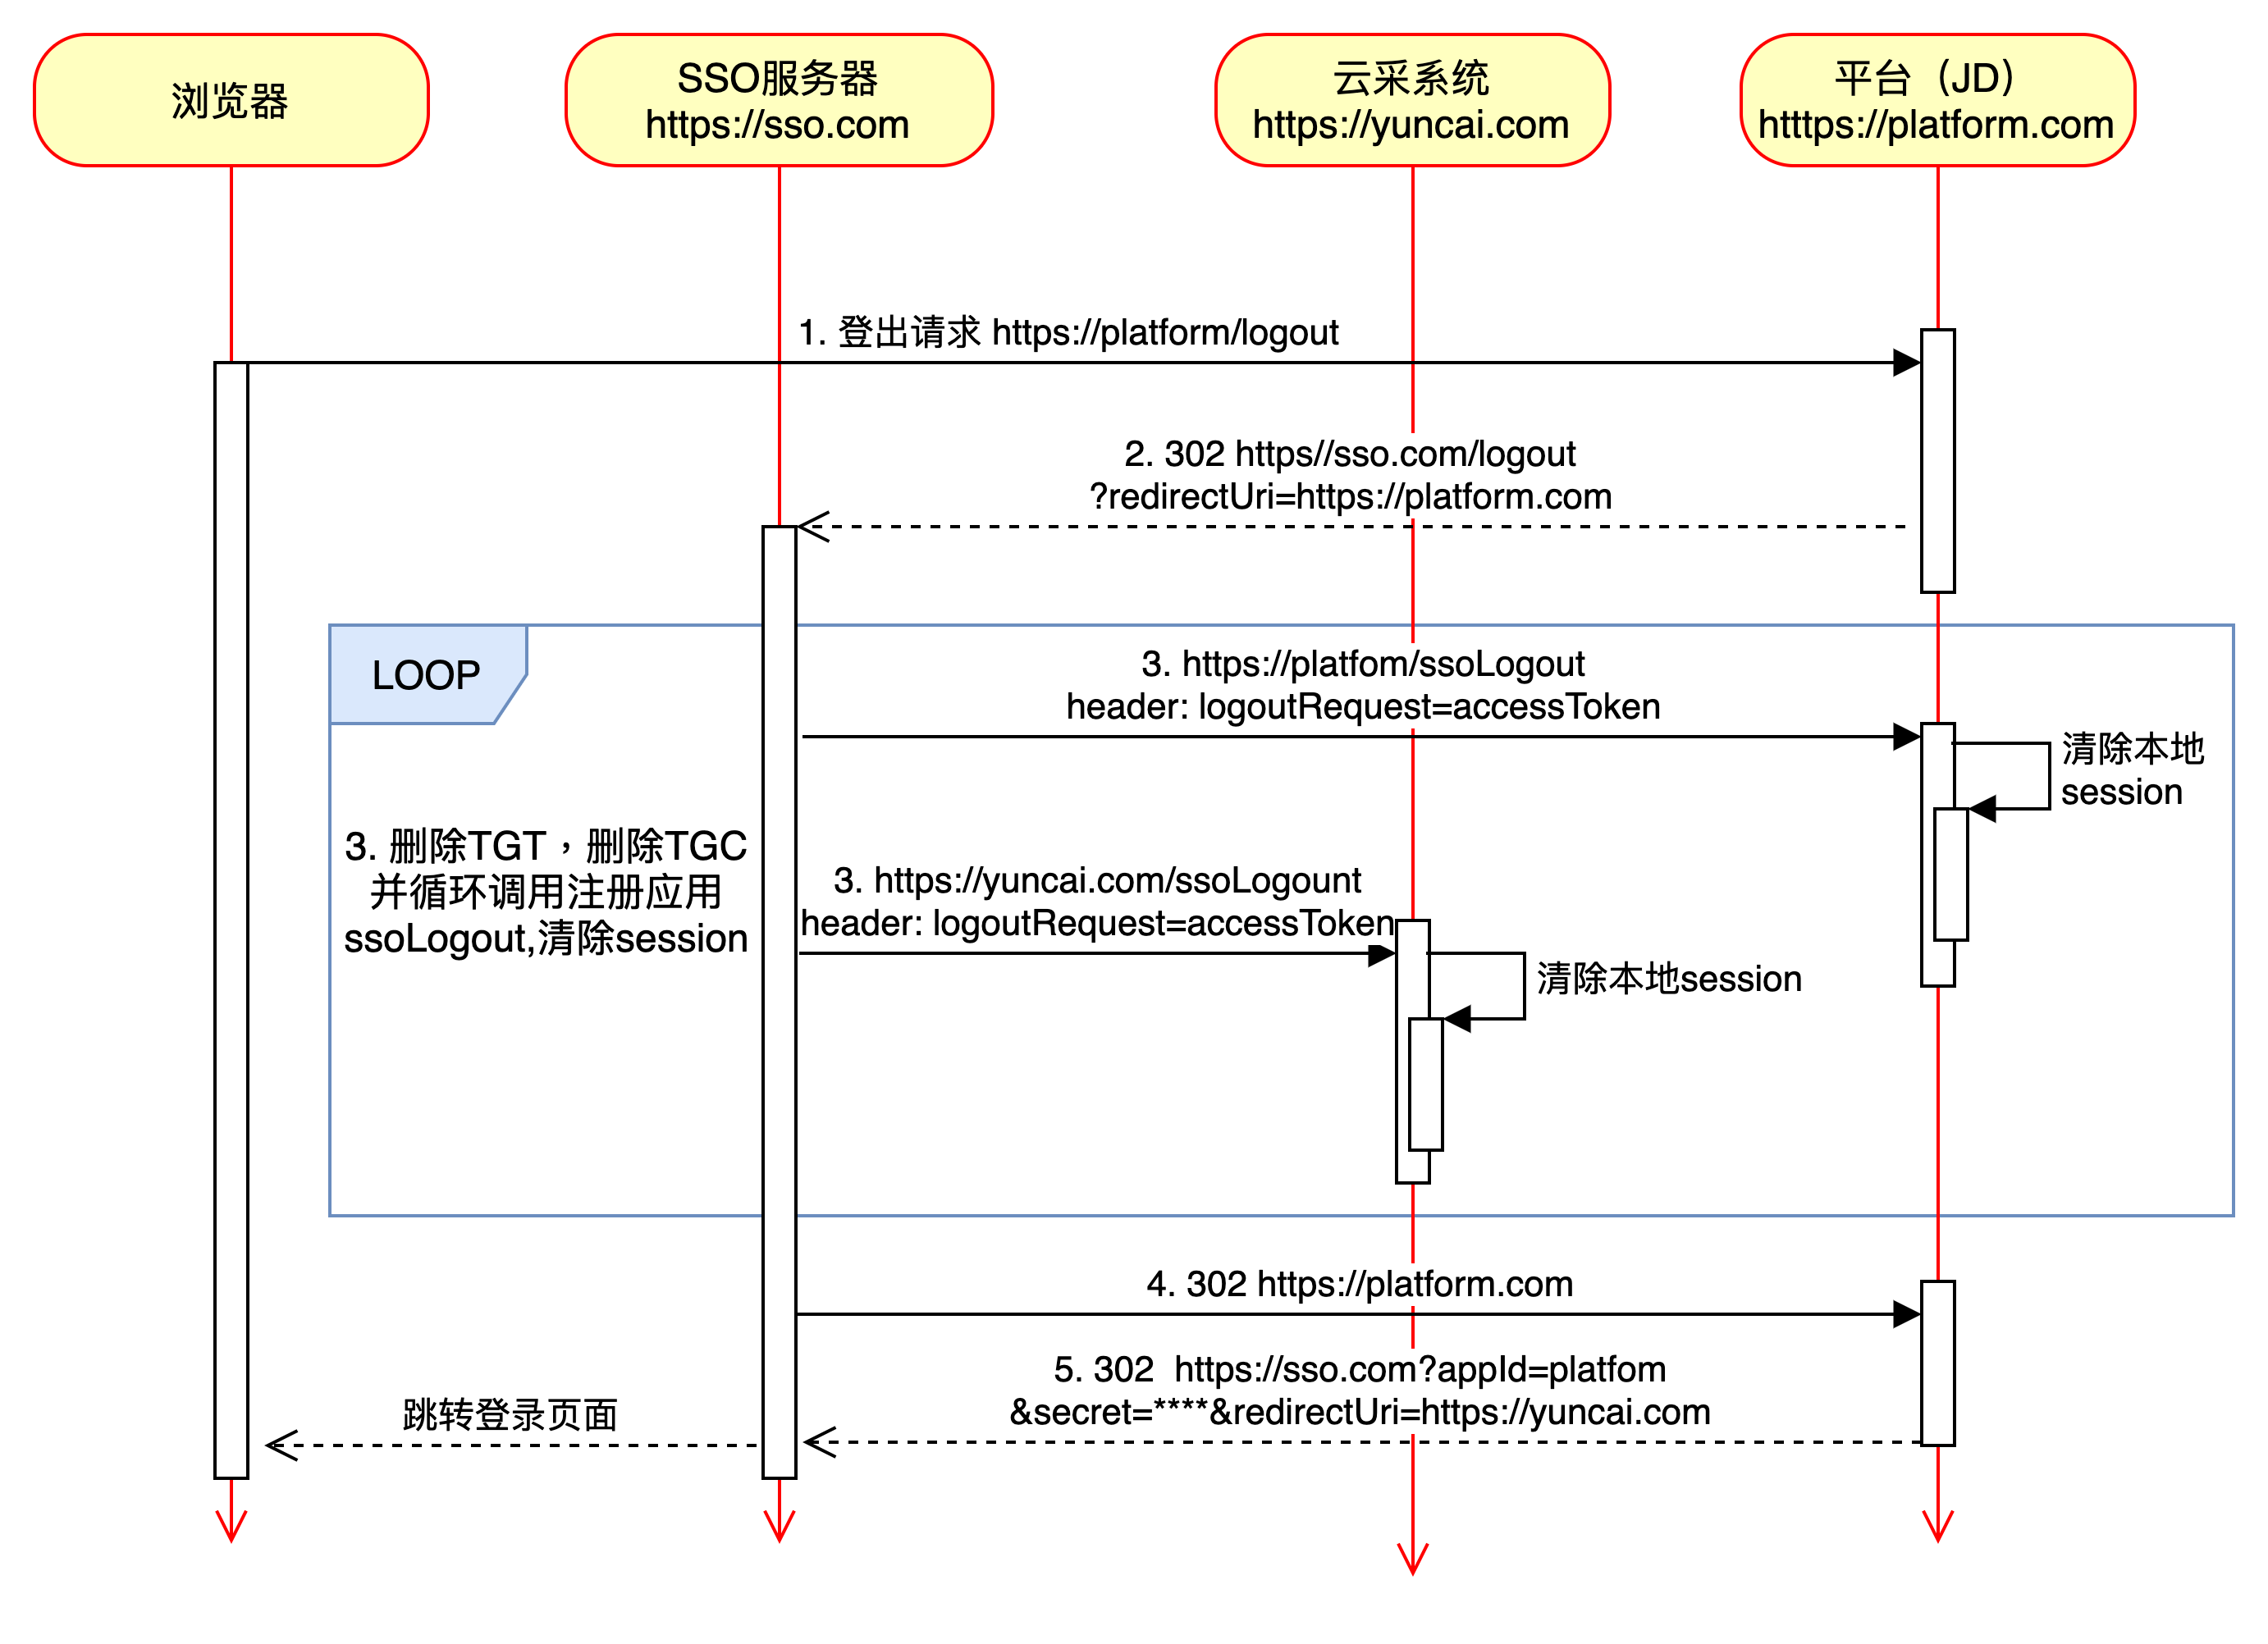 浏览器
SSO服务器
https://sso.com
云采系统
https://yuncai.com
平台（JD）
htttps://platform.com
1. 登出请求 https://platform/logout
2. 302 https//sso.com/logout
?redirectUri=https://platform.com
LOOP
3. https://platfom/ssoLogout
header: logoutRequest=accessToken
清除本地
session
3. 删除TGT，删除TGC
并循环调用注册应用
ssoLogout,清除session
3. https://yuncai.com/ssoLogount
header: logoutRequest=accessToken
清除本地session
4. 302 https://platform.com
5. 302  https://sso.com?appId=platfom
&secret=****&redirectUri=https://yuncai.com
跳转登录页面